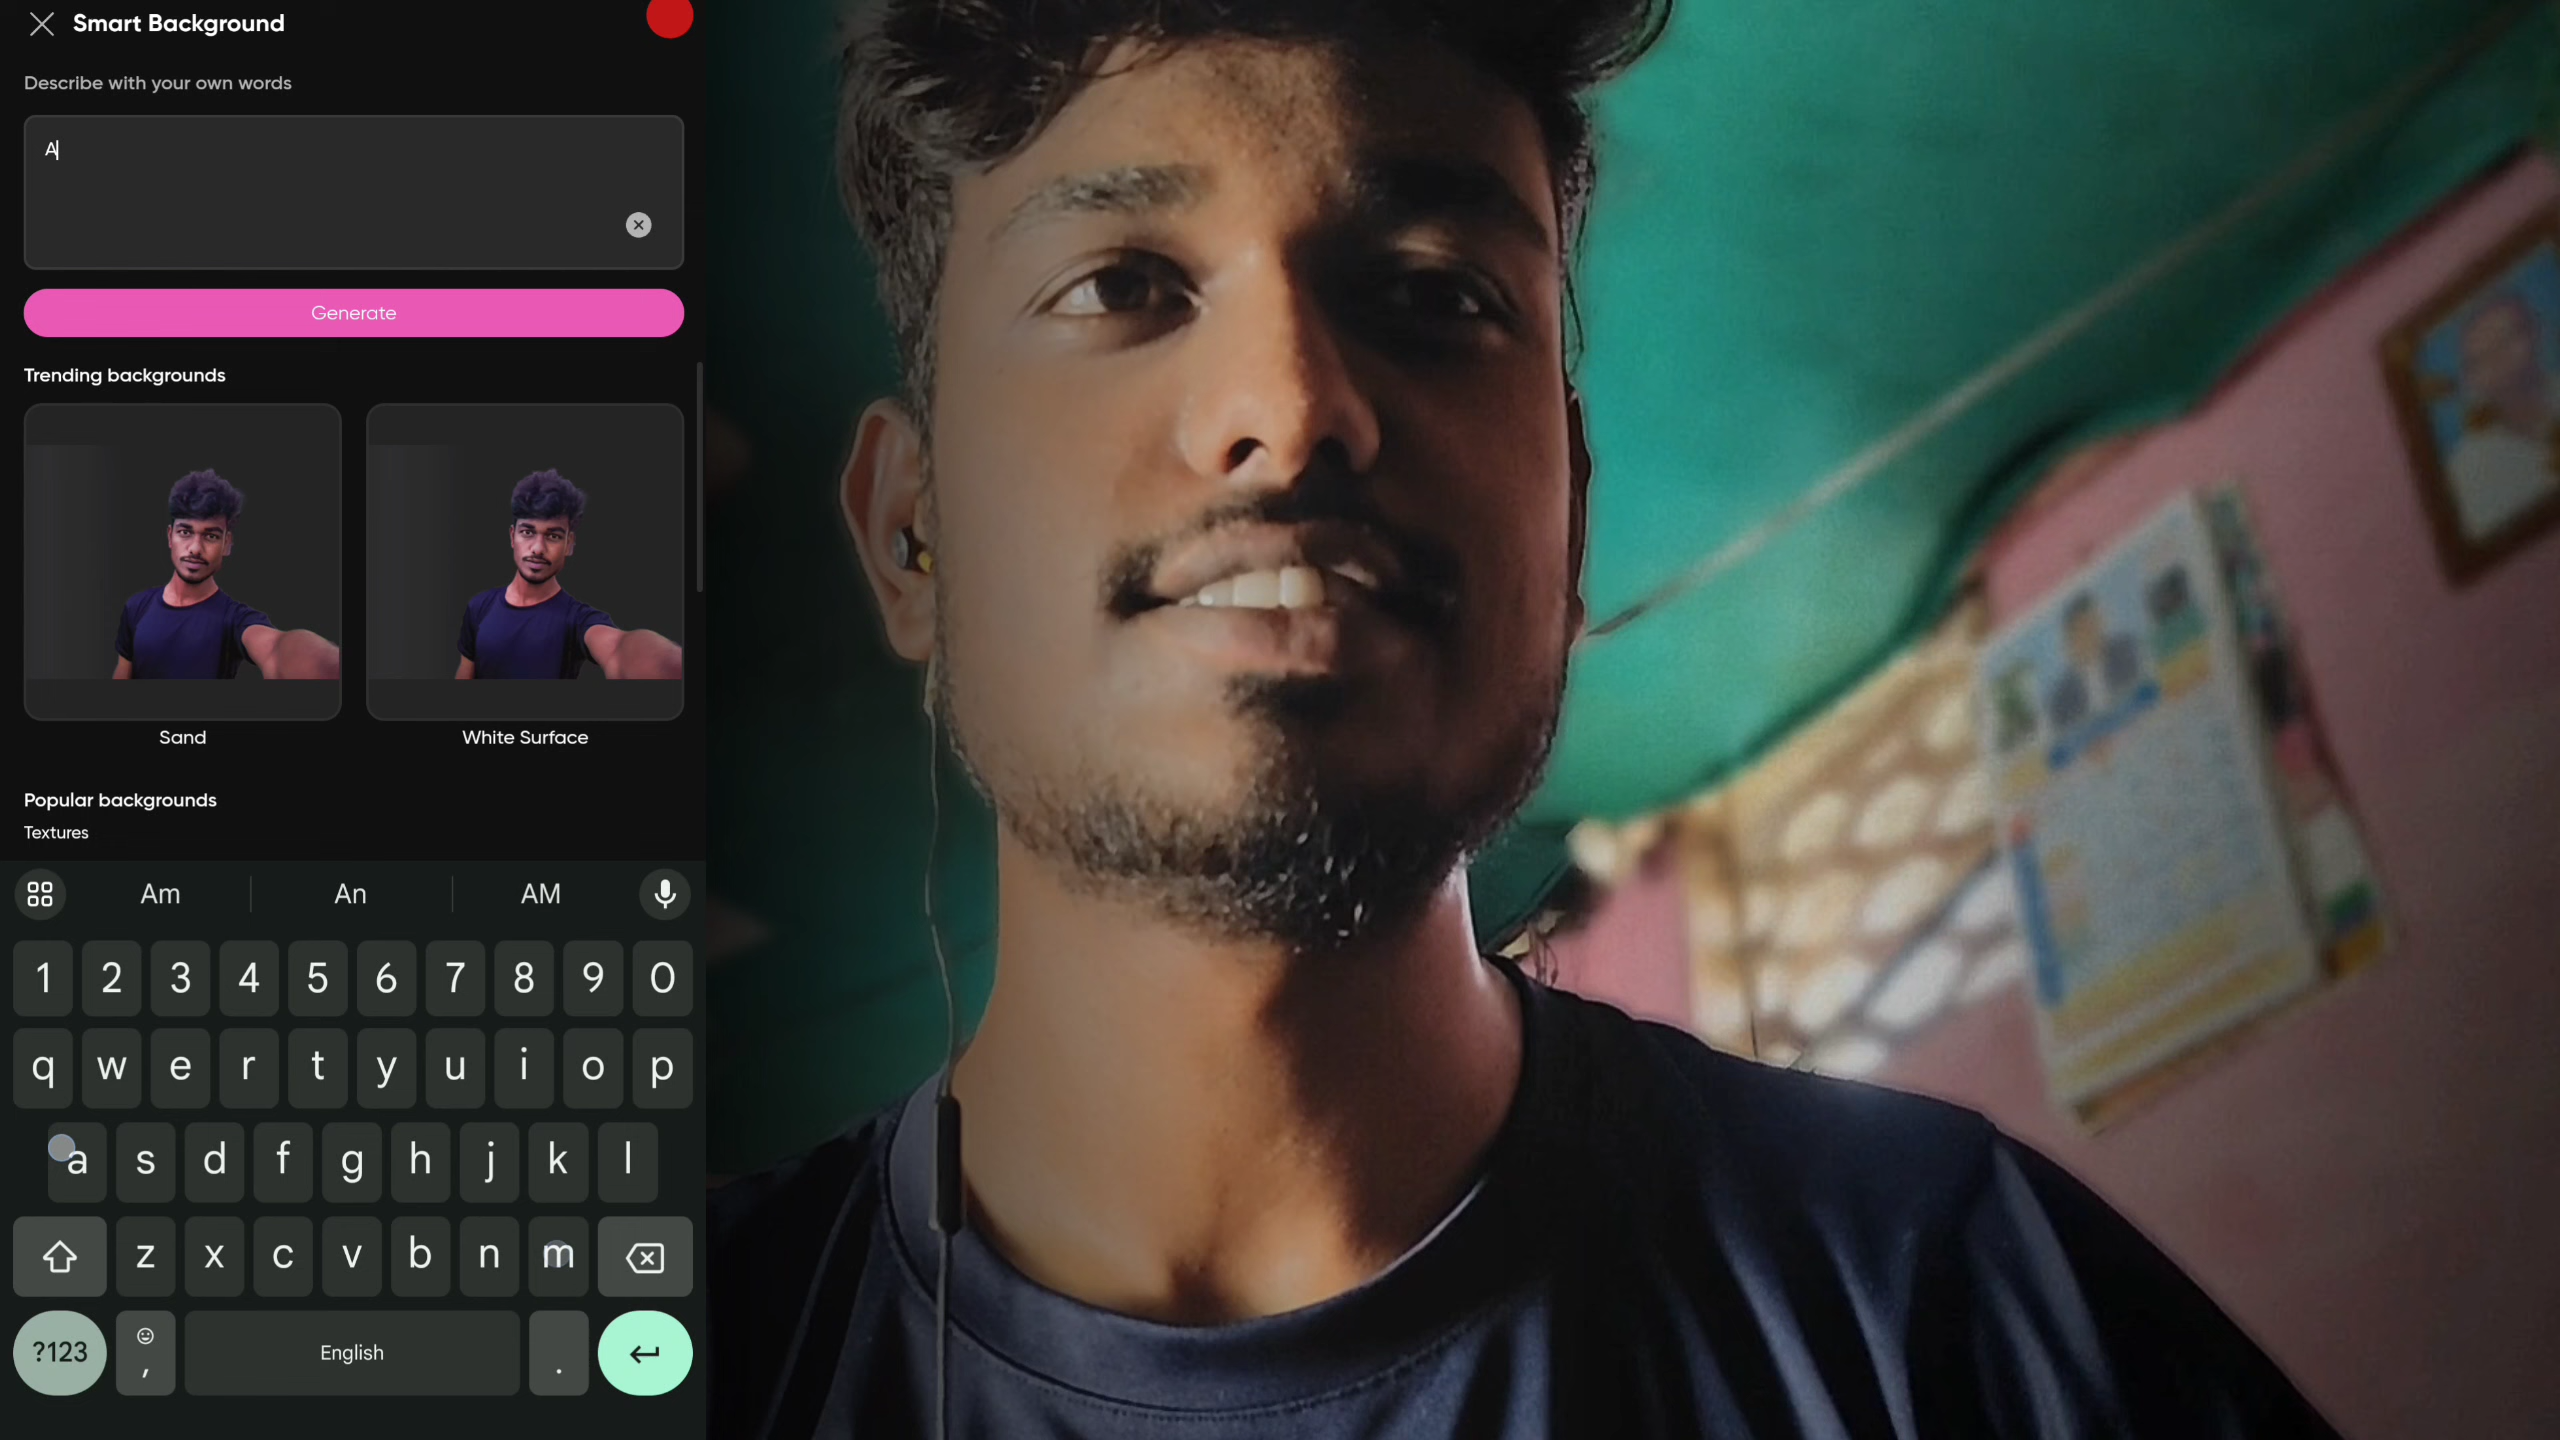 Smart Background
Describe with your own words
A
Generate
Trending backgrounds
Sand
White Surface
Popular backgrounds
Textures
Am An AM
1 2 3 4 5 6 7 8 9 0
q w e r t y u i o p
a s d f g h j k l
z x c v b n m
?123 , English .